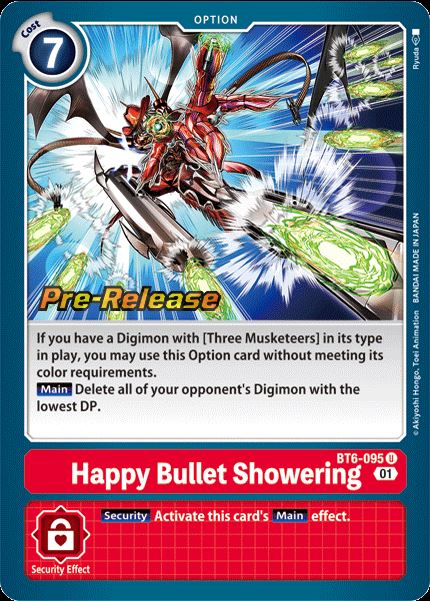 OPTION
Cost
7
Ryuda
©Akiyoshi Hongo, Toei Animation BANDAI MADE IN JAPAN
Pre-Release
If you have a Digimon with [Three Musketeers] in its type
in play, you may use this Option card without meeting its
color requirements.
Main Delete all of your opponent's Digimon with the
lowest DP.
BT6-095 U
Happy Bullet Showering 01
Security Activate this card's Main effect.
Security Effect